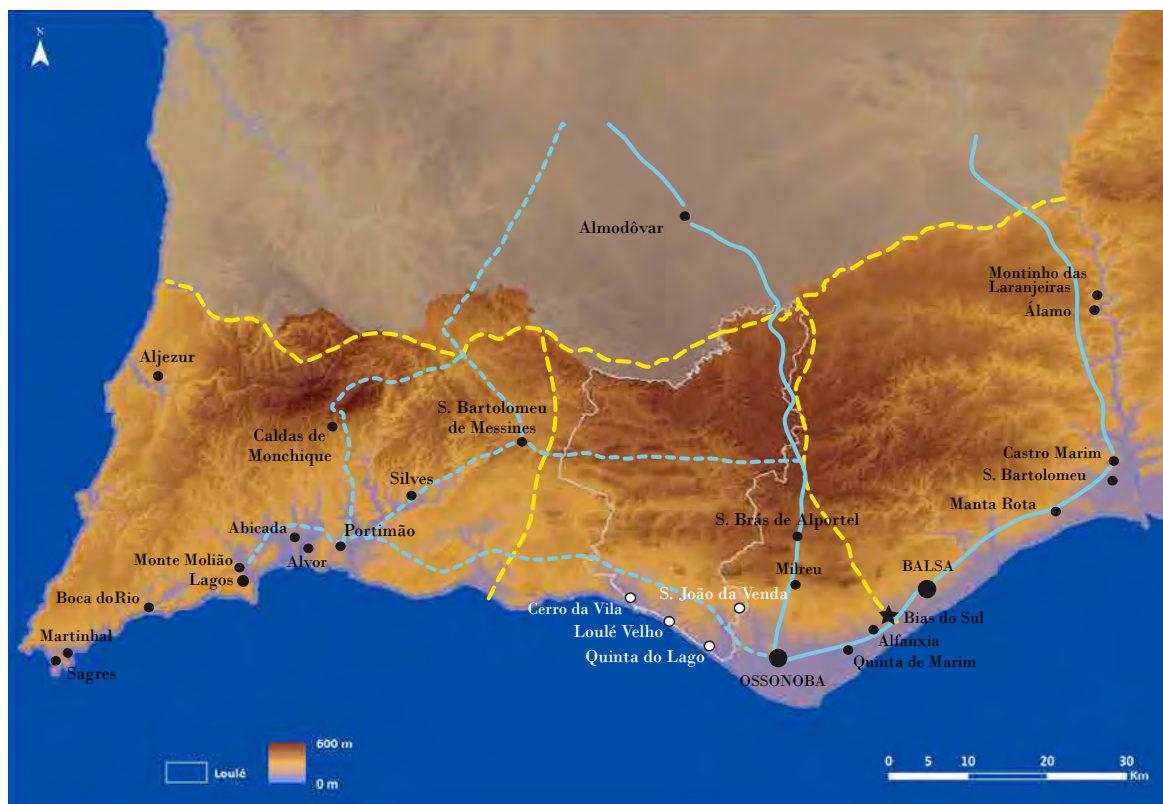 N
Almodôvar
Montinho das
Laranjeiras
Álamo
Aljezur
S. Bartolomeu
de Messines
Caldas de
Monchique
Castro Marim
S. Bartolomeu
Silves
Manta Rota
Abicada
Portimão
S. Brás de Alportel
Alvor
Monte Molião
Lagos
Milreu
BALSA
Boca do Rio
Cerro da Vila
S. João da Venda
Bias do Sul
Loulé Velho
Alfanxia
Martinhal
Quinta do Lago
Quinta de Marim
Sagres
OSSONOBA
600 m
Loulé
0 m
0 5 10 20 30
Km